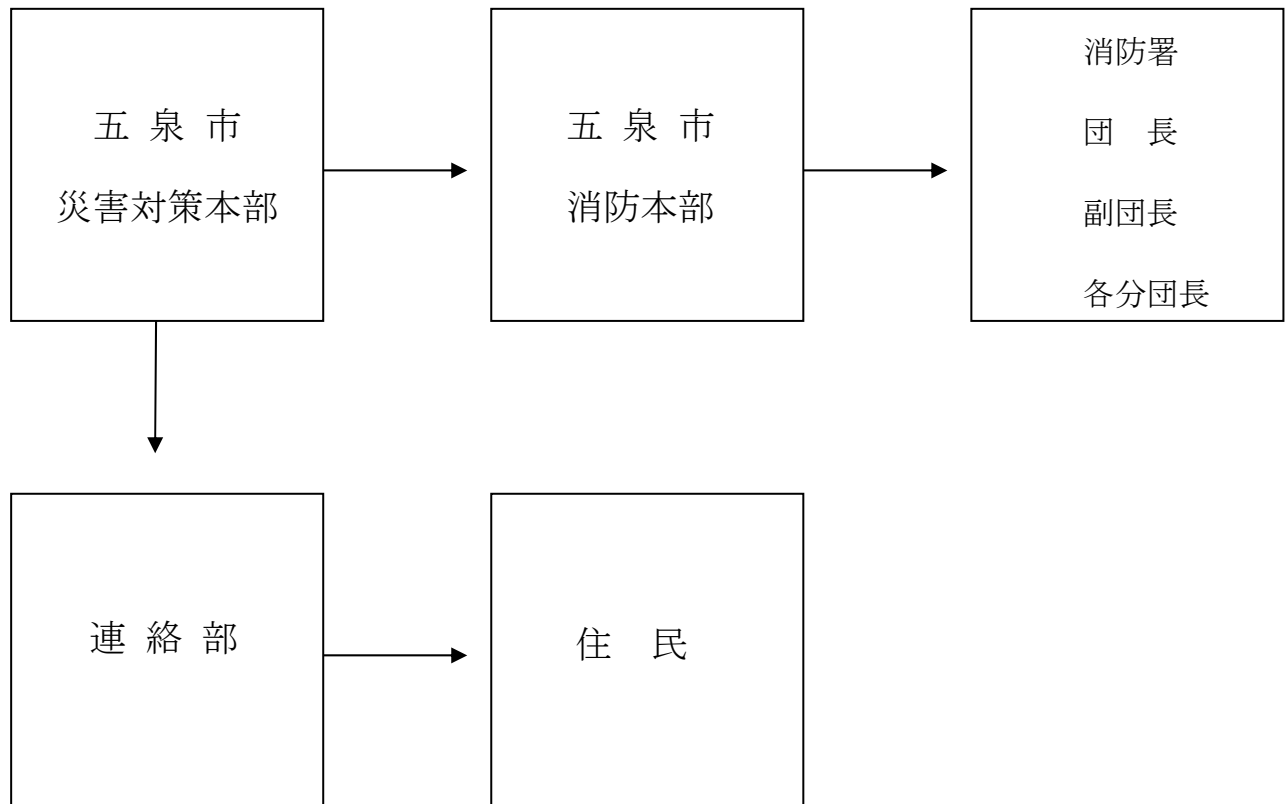 五 泉 市
災害対策本部
五 泉 市
消防本部
消防署
団　長
副団長
各分団長
連 絡 部
住　民